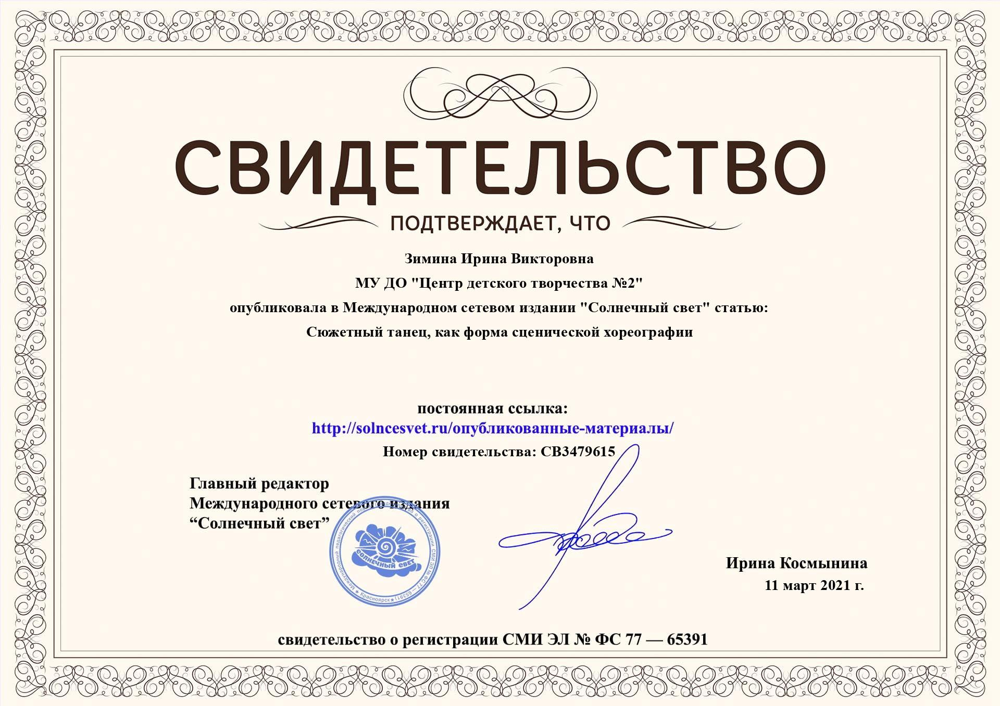 СВИДЕТЕЛЬСТВО
ПОДТВЕРЖДАЕТ, ЧТО
Зимина Ирина Викторовна
МУ ДО "Центр детского творчества №2"
опубликовала в Международном сетевом издании "Солнечный свет" статью:
Сюжетный танец, как форма сценической хореографии
постоянная ссылка:
http://solncesvet.ru/опубликованные-материалы/
Номер свидетельства: СВ3479615
Главный редактор
Международного сетевого издания
“Солнечный свет”
СОЛНЕЧНЫЙ СВЕТ
Международный педагогический о регистрации СМИ ЭЛ № ФС 77 — 65391) ★ Красноярск ★
Ирина Космынина
11 март 2021 г.
свидетельство о регистрации СМИ ЭЛ № ФС 77 — 65391